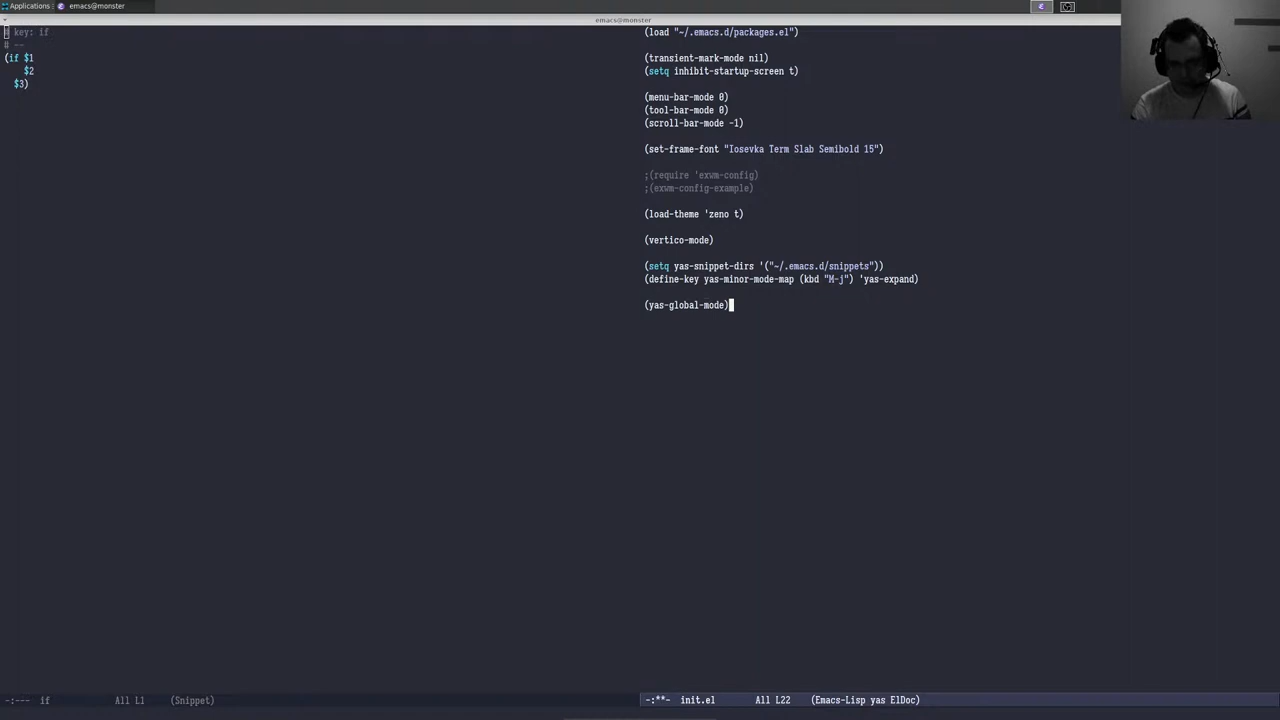 Applications emacs@monster
emacs@monster
# key: if
# --
(if $1
$2
$3)
(load "~/.emacs.d/packages.el")
(transient-mark-mode nil)
(setq inhibit-startup-screen t)
(menu-bar-mode 0)
(tool-bar-mode 0)
(scroll-bar-mode -1)
(set-frame-font "Iosevka Term Slab Semibold 15")
;(require 'exwm-config)
;(exwm-config-example)
(load-theme 'zeno t)
(vertico-mode)
(setq yas-snippet-dirs '("~/.emacs.d/snippets"))
(define-key yas-minor-mode-map (kbd "M-j") 'yas-expand)
(yas-global-mode)
-:--- if All L1 (Snippet)
-:**- init.el All L22 (Emacs-Lisp yas ElDoc)